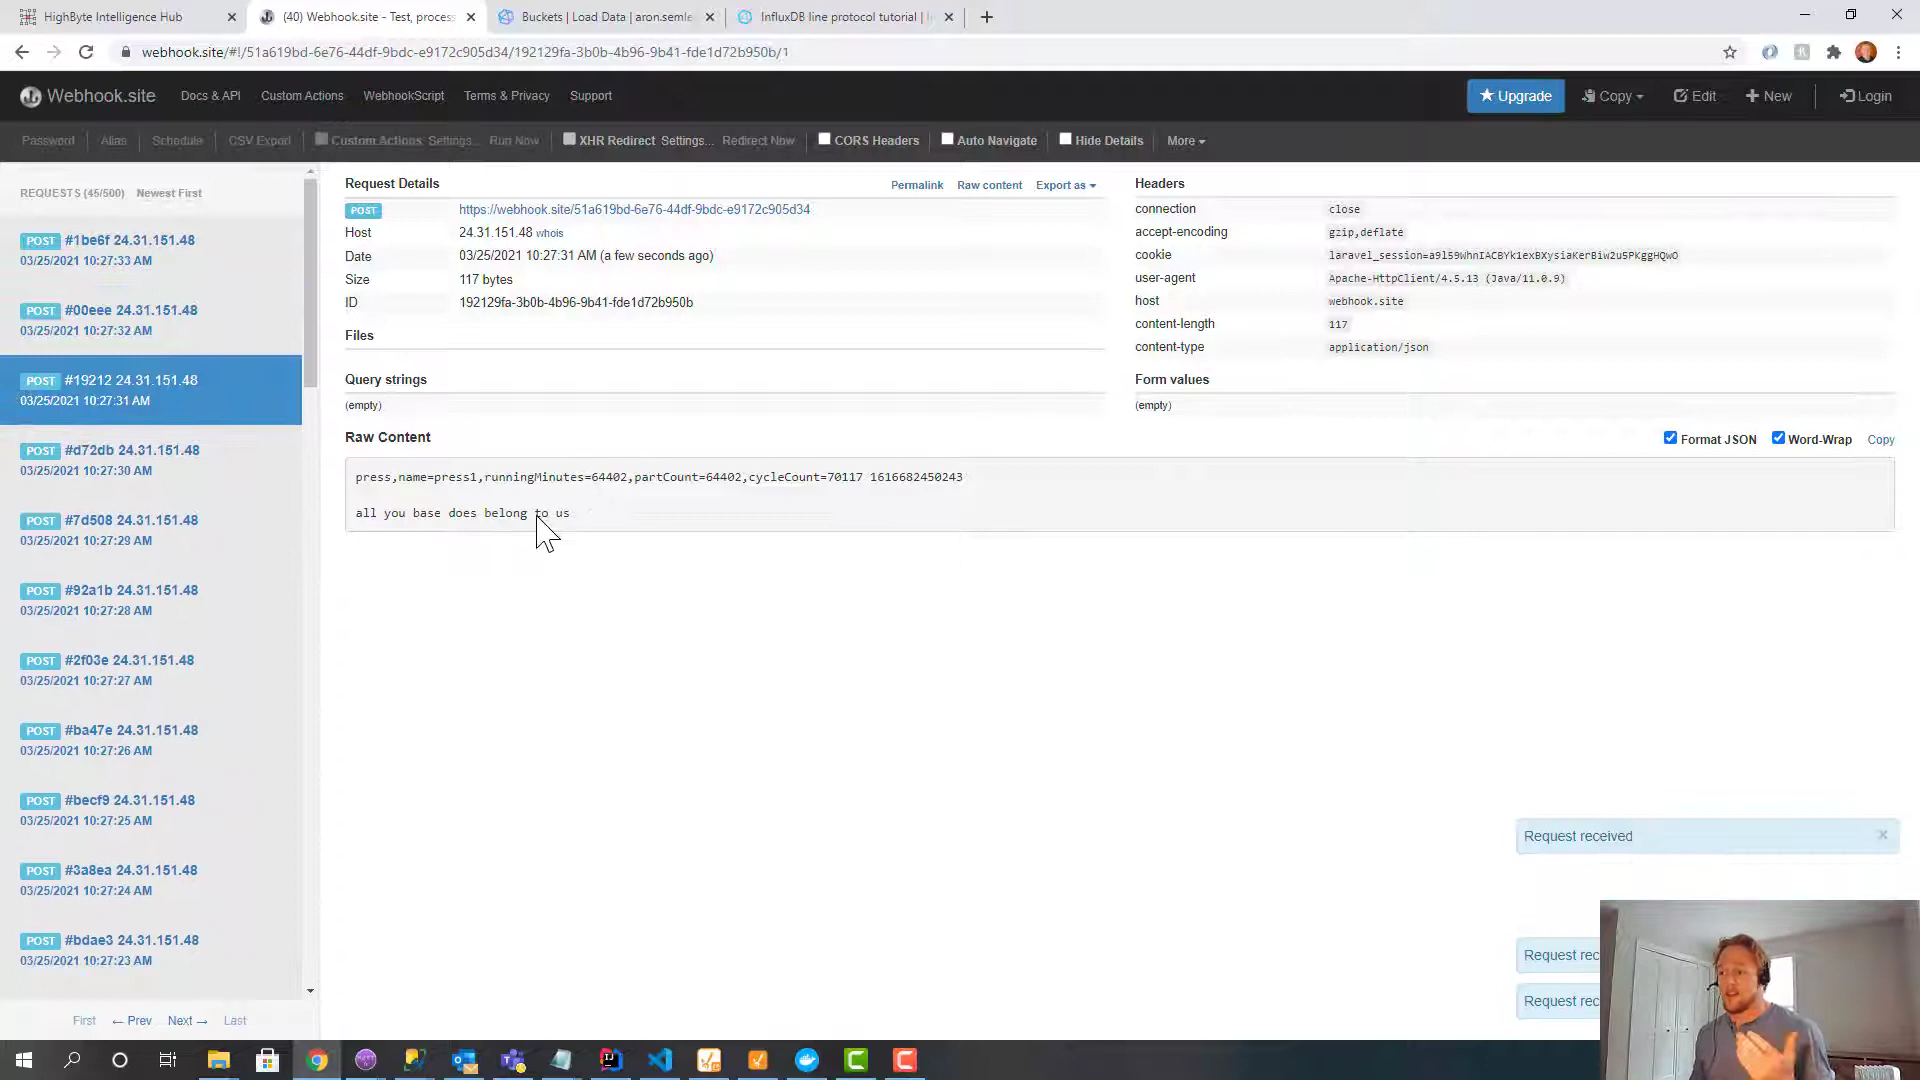 HighByte Intelligence Hub
(40) Webhook.site - Test, process
Buckets | Load Data | aron.semle
InfluxDB line protocol tutorial |
webhook.site/#!/51a619bd-6e76-44df-9bdc-e9172c905d34/192129fa-3b0b-4b96-9b41-fde1d72b950b/1
Webhook.site Docs & API Custom Actions WebhookScript Terms & Privacy Support Upgrade Copy Edit New Login
Password Alias Schedule CSV Export Custom Actions Settings... Run Now XHR Redirect Settings... Redirect Now CORS Headers Auto Navigate Hide Details More
REQUESTS (45/500) Newest First
POST #1be6f 24.31.151.48
03/25/2021 10:27:33 AM
POST #00eee 24.31.151.48
03/25/2021 10:27:32 AM
POST #19212 24.31.151.48
03/25/2021 10:27:31 AM
POST #d72db 24.31.151.48
03/25/2021 10:27:30 AM
POST #7d508 24.31.151.48
03/25/2021 10:27:29 AM
POST #92a1b 24.31.151.48
03/25/2021 10:27:28 AM
POST #2f03e 24.31.151.48
03/25/2021 10:27:27 AM
POST #ba47e 24.31.151.48
03/25/2021 10:27:26 AM
POST #becf9 24.31.151.48
03/25/2021 10:27:25 AM
POST #3a8ea 24.31.151.48
03/25/2021 10:27:24 AM
POST #bdae3 24.31.151.48
03/25/2021 10:27:23 AM
First ← Prev Next → Last
Request Details Permalink Raw content Export as
POST https://webhook.site/51a619bd-6e76-44df-9bdc-e9172c905d34
Host 24.31.151.48 whois
Date 03/25/2021 10:27:31 AM (a few seconds ago)
Size 117 bytes
ID 192129fa-3b0b-4b96-9b41-fde1d72b950b
Files
Query strings
(empty)
Headers
connection close
accept-encoding gzip,deflate
cookie
user-agent Apache-HttpClient/4.5.13 (Java/11.0.9)
host webhook.site
content-length 117
content-type application/json
Form values
(empty)
Raw Content Format JSON Word-Wrap Copy
press,name=press1,runningMinutes=64402,partCount=64402,cycleCount=70117 1616682450243
all you base does belong to us
Request received
Request rec
Request rec